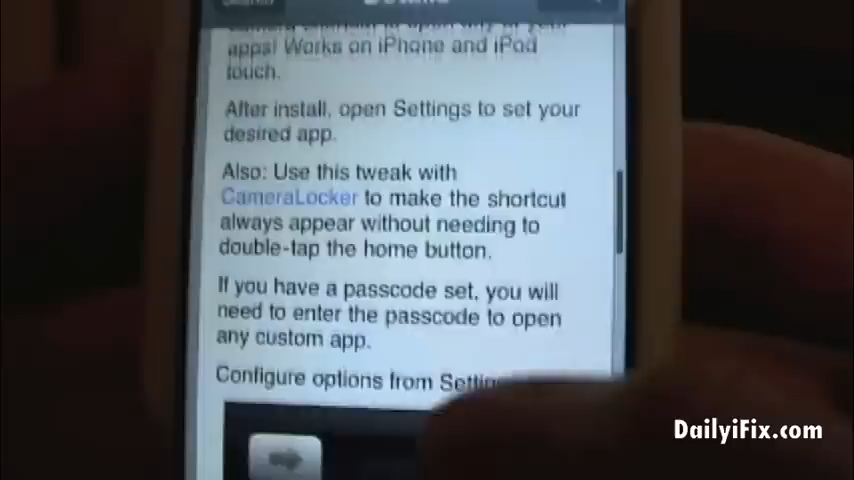 apps! Works on iPhone and iPod
touch.
After install, open Settings to set your
desired app.
Also: Use this tweak with
CameraLocker to make the shortcut
always appear without needing to
double-tap the home button.
If you have a passcode set, you will
need to enter the passcode to open
any custom app.
Configure options from
DailyiFix.com